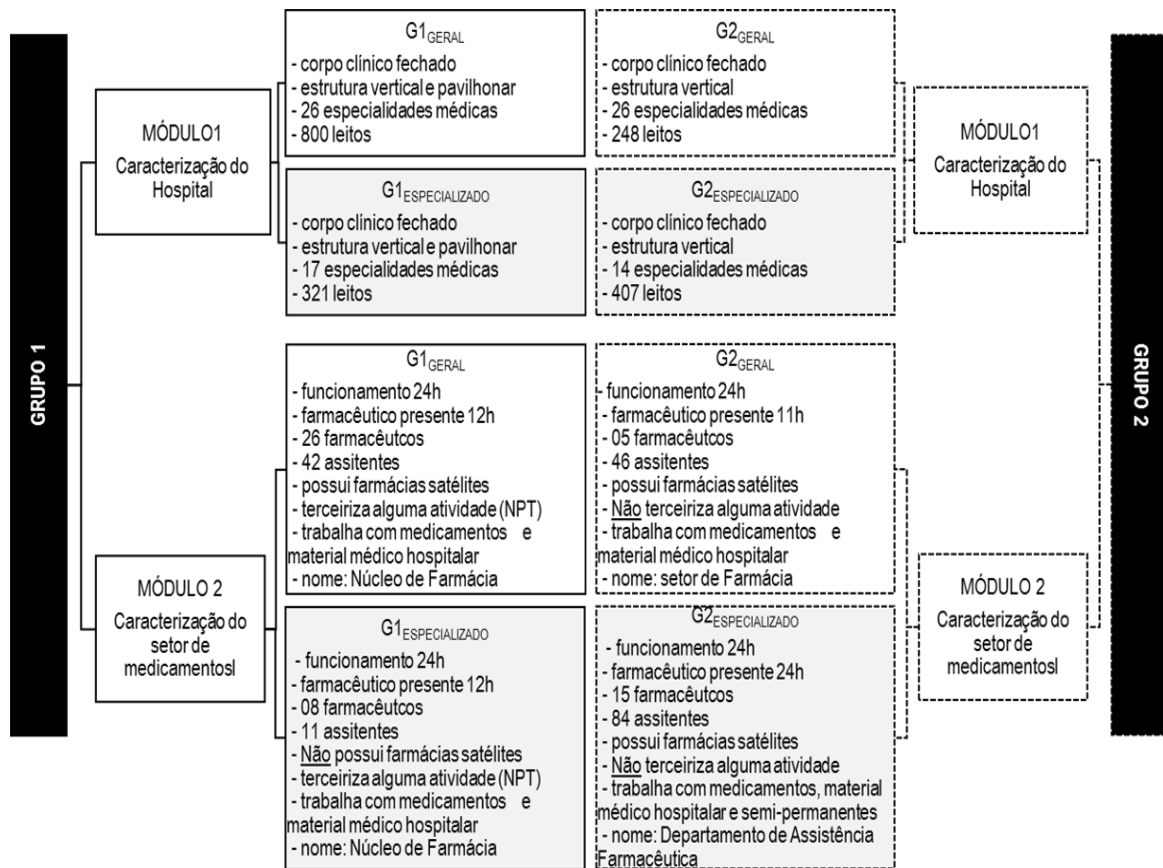 GRUPO 1
MÓDULO1
Caracterização do
Hospital
G1GERAL
- corpo clínico fechado
- estrutura vertical e pavilhonar
- 26 especialidades médicas
- 800 leitos
G1ESPECIALIZADO
- corpo clínico fechado
- estrutura vertical e pavilhonar
- 17 especialidades médicas
- 321 leitos
G2GERAL
- corpo clínico fechado
- estrutura vertical
- 26 especialidades médicas
- 248 leitos
G2ESPECIALIZADO
- corpo clínico fechado
- estrutura vertical
- 14 especialidades médicas
- 407 leitos
MÓDULO1
Caracterização do
Hospital
MÓDULO 2
Caracterização do
setor de
medicamentosl
G1GERAL
- funcionamento 24h
- farmacêutico presente 12h
- 26 farmacêutcos
- 42 assitentes
- possui farmácias satélites
- terceiriza alguma atividade (NPT)
- trabalha com medicamentos e
material médico hospitalar
- nome: Núcleo de Farmácia
G1ESPECIALIZADO
- funcionamento 24h
- farmacêutico presente 12h
- 08 farmacêutcos
- 11 assitentes
- Não possui farmácias satélites
- terceiriza alguma atividade (NPT)
- trabalha com medicamentos e
material médico hospitalar
- nome: Núcleo de Farmácia
G2GERAL
- funcionamento 24h
- farmacêutico presente 11h
- 05 farmacêutcos
- 46 assitentes
- possui farmácias satélites
- Não terceiriza alguma atividade
- trabalha com medicamentos e
material médico hospitalar
- nome: setor de Farmácia
G2ESPECIALIZADO
- funcionamento 24h
- farmacêutico presente 24h
- 15 farmacêutcos
- 84 assitentes
- possui farmácias satélites
- Não terceiriza alguma atividade
- trabalha com medicamentos, material
médico hospitalar e semi-permanentes
- nome: Departamento de Assistência
Farmacêutica
MÓDULO 2
Caracterização do
setor de
medicamentosl
GRUPO 2